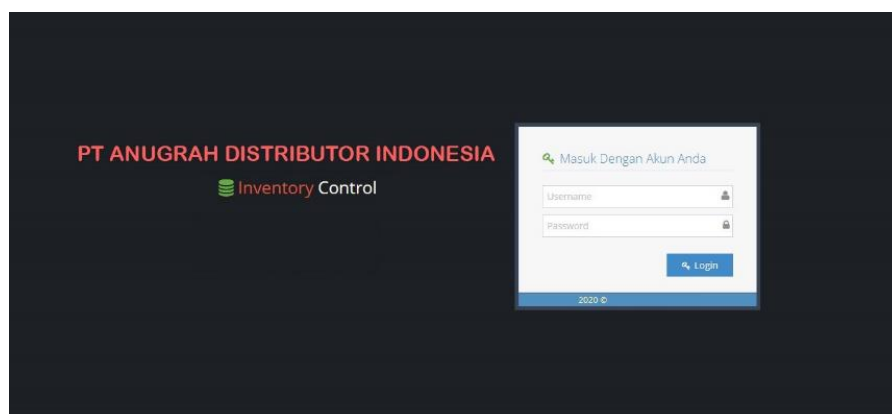 PT ANUGRAH DISTRIBUTOR INDONESIA
Inventory Control
Masuk Dengan Akun Anda
Username
Password
Login
2020 ©